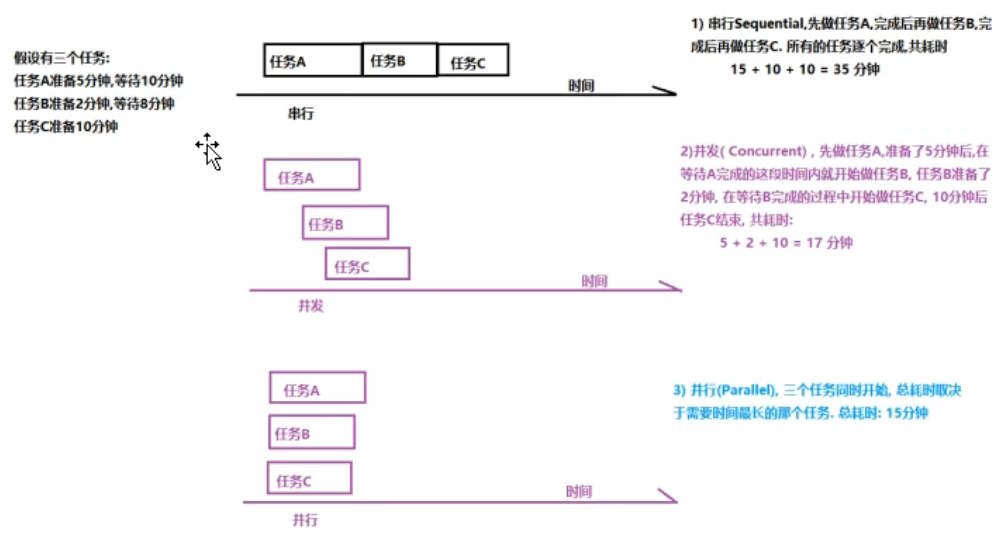 假设有三个任务:
任务A准备5分钟,等待10分钟
任务B准备2分钟,等待8分钟
任务C准备10分钟
任务A
任务B
任务C
时间
串行
1) 串行Sequential,先做任务A,完成后再做任务B,完
成后再做任务C. 所有的任务逐个完成,共耗时
15 + 10 + 10 = 35 分钟
任务A
任务B
任务C
时间
并发
2)并发( Concurrent) , 先做任务A,准备了5分钟后,在
等待A完成的这段时间内就开始做任务B, 任务B准备了
2分钟, 在等待B完成的过程中开始做任务C, 10分钟后
任务C结束, 共耗时:
5 + 2 + 10 = 17 分钟
任务A
任务B
任务C
时间
并行
3) 并行(Parallel), 三个任务同时开始, 总耗时取决
于需要时间最长的那个任务. 总耗时: 15分钟